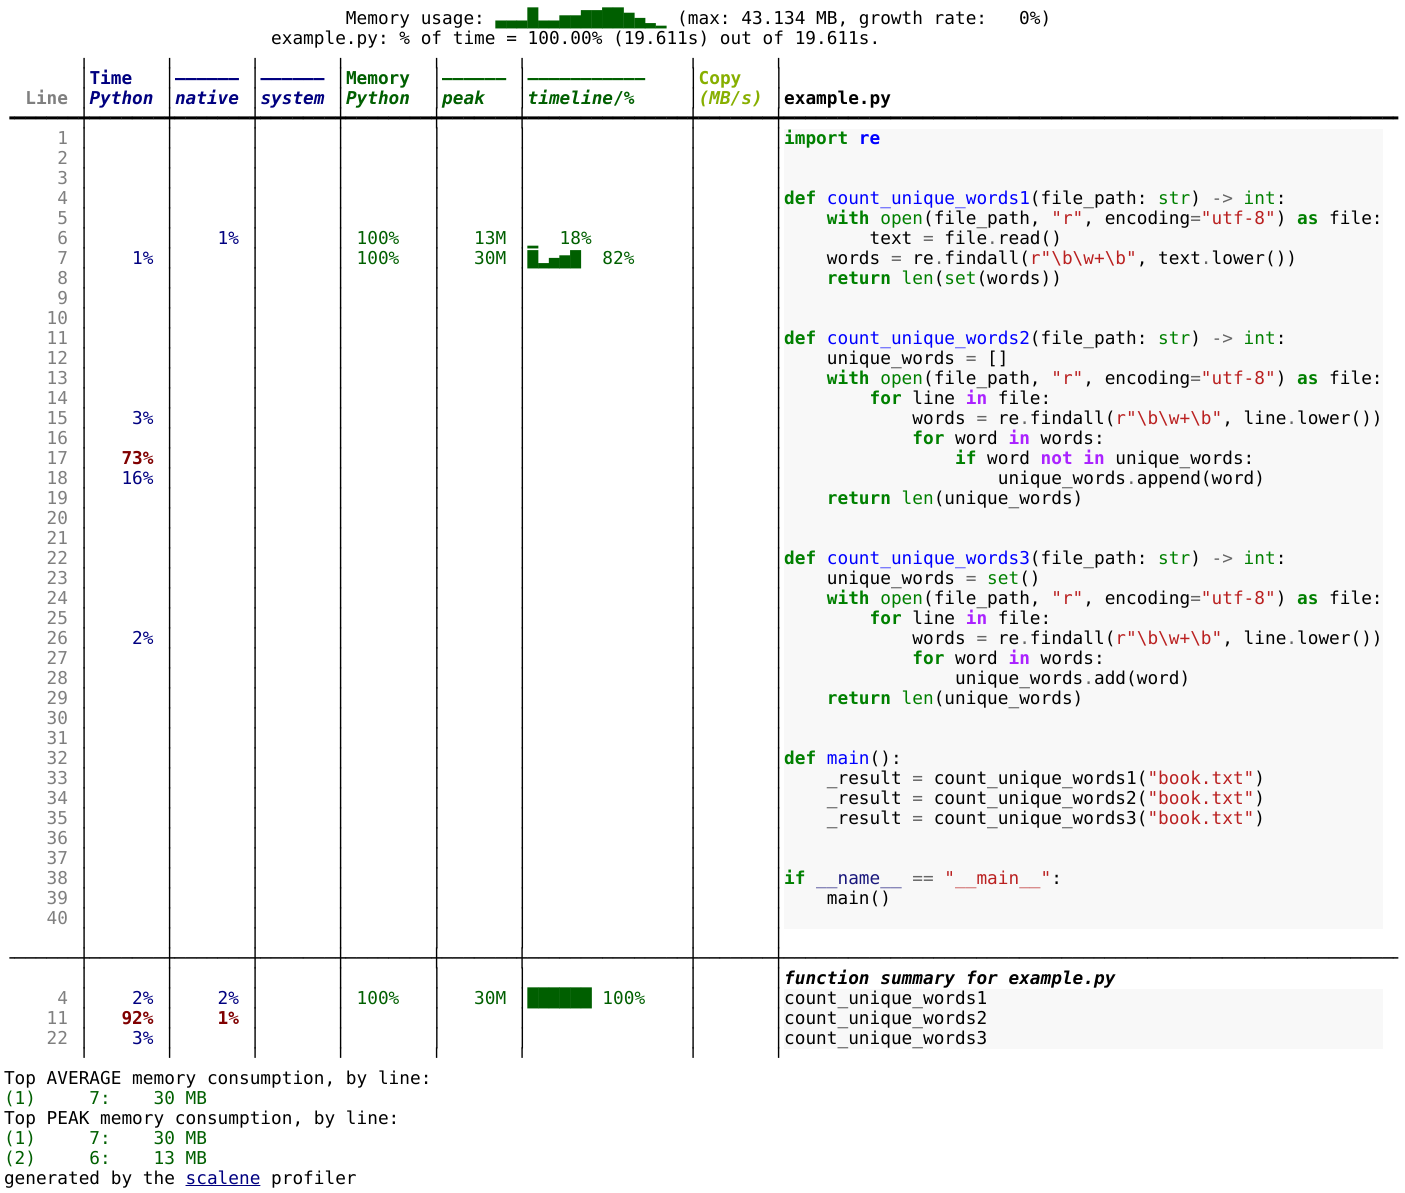 Memory usage: (max: 43.134 MB, growth rate:   0%)
example.py: % of time = 100.00% (19.611s) out of 19.611s.
Time Memory Copy
Line Python native system Python peak timeline/% (MB/s) example.py
1 import re
2
3
4 def count_unique_words1(file_path: str) -> int:
5     with open(file_path, "r", encoding="utf-8") as file:
6 1% 100% 13M 18%         text = file.read()
7 1% 100% 30M 82%     words = re.findall(r"\b\w+\b", text.lower())
8     return len(set(words))
9
10
11 def count_unique_words2(file_path: str) -> int:
12     unique_words = []
13     with open(file_path, "r", encoding="utf-8") as file:
14         for line in file:
15 3%             words = re.findall(r"\b\w+\b", line.lower())
16             for word in words:
17 73%                 if word not in unique_words:
18 16%                     unique_words.append(word)
19     return len(unique_words)
20
21
22 def count_unique_words3(file_path: str) -> int:
23     unique_words = set()
24     with open(file_path, "r", encoding="utf-8") as file:
25         for line in file:
26 2%             words = re.findall(r"\b\w+\b", line.lower())
27             for word in words:
28                 unique_words.add(word)
29     return len(unique_words)
30
31
32 def main():
33     _result = count_unique_words1("book.txt")
34     _result = count_unique_words2("book.txt")
35     _result = count_unique_words3("book.txt")
36
37
38 if __name__ == "__main__":
39     main()
40
function summary for example.py
4 2% 2% 100% 30M 100% count_unique_words1
11 92% 1% count_unique_words2
22 3% count_unique_words3
Top AVERAGE memory consumption, by line:
(1)     7:    30 MB
Top PEAK memory consumption, by line:
(1)     7:    30 MB
(2)     6:    13 MB
generated by the scalene profiler